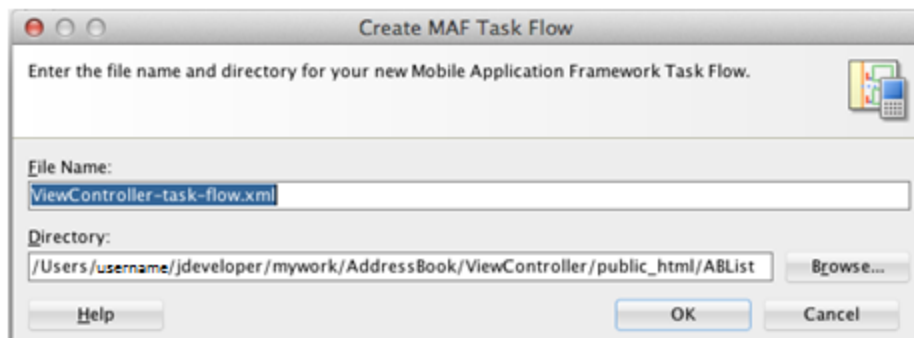 Create MAF Task Flow
Enter the file name and directory for your new Mobile Application Framework Task Flow.
File Name:
ViewController-task-flow.xml
Directory:
/Users/username/jdeveloper/mywork/AddressBook/ViewController/public_html/ABList
Browse...
Help
OK
Cancel